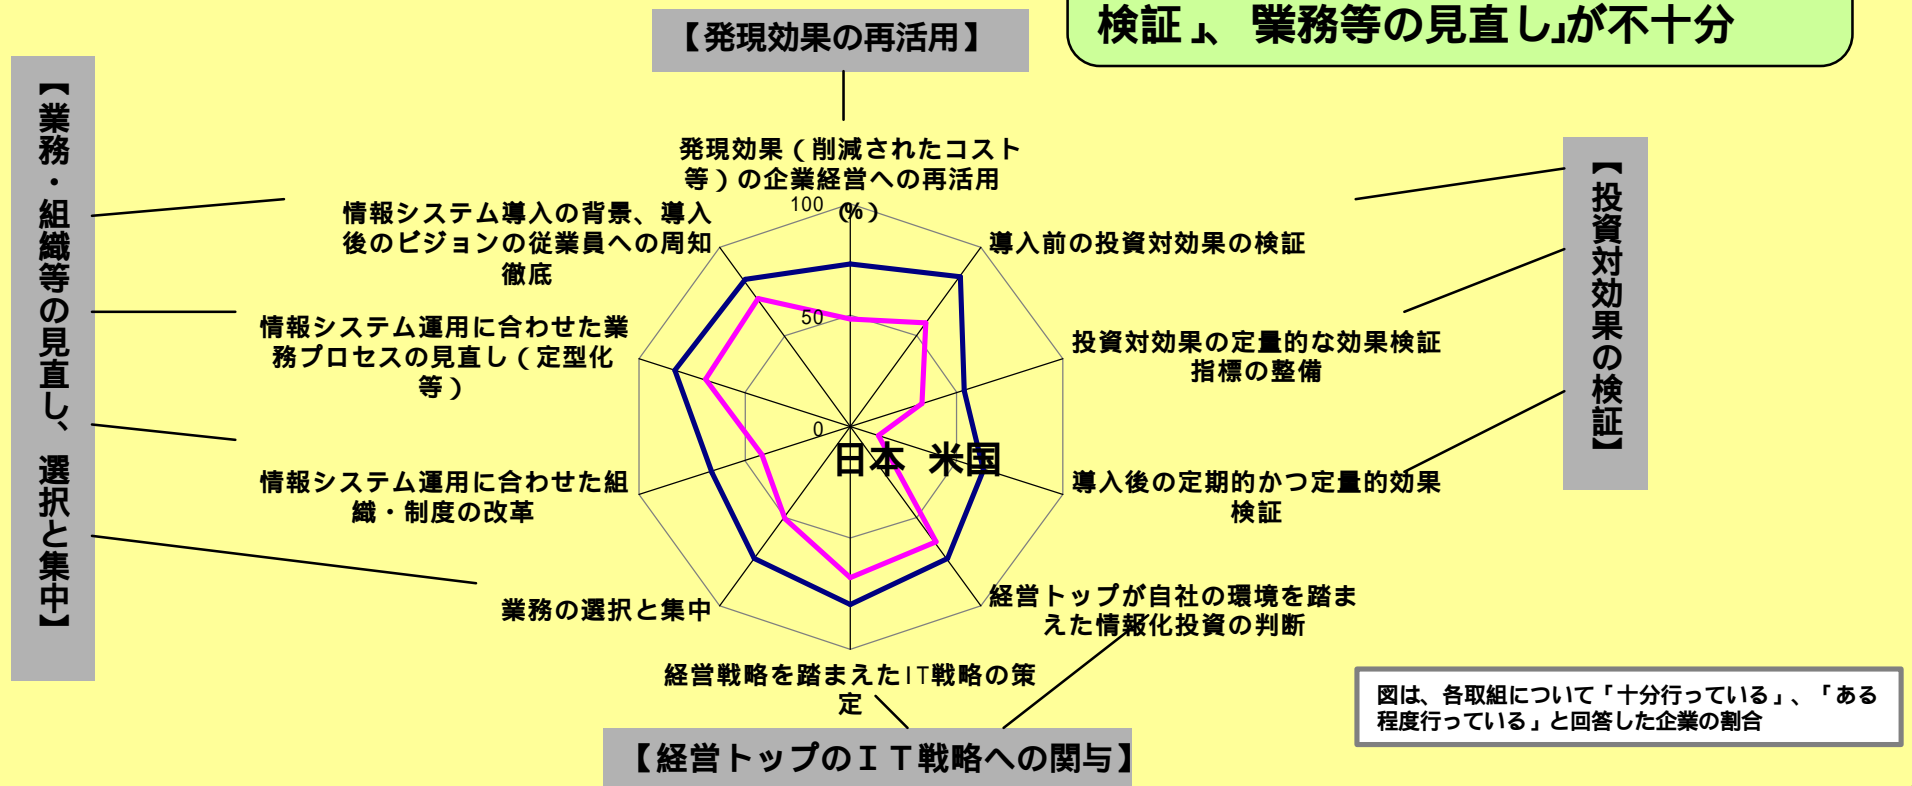 検証」、「業務等の見直し」が不十分
【発現効果の再活用】
【業務・組織等の見直し、選択と集中】
発現効果（削減されたコスト
等）の企業経営への再活用
(%)
100
50
0
情報システム導入の背景、導入
後のビジョンの従業員への周知
徹底
導入前の投資対効果の検証
【投資対効果の検証】
情報システム運用に合わせた業
務プロセスの見直し（定型化
等）
投資対効果の定量的な効果検証
指標の整備
日本 米国
情報システム運用に合わせた組
織・制度の改革
導入後の定期的かつ定量的効果
検証
業務の選択と集中
経営トップが自社の環境を踏ま
えた情報化投資の判断
経営戦略を踏まえたIT戦略の策
定
【経営トップのＩＴ戦略への関与】
図は、各取組について「十分行っている」、「ある
程度行っている」と回答した企業の割合